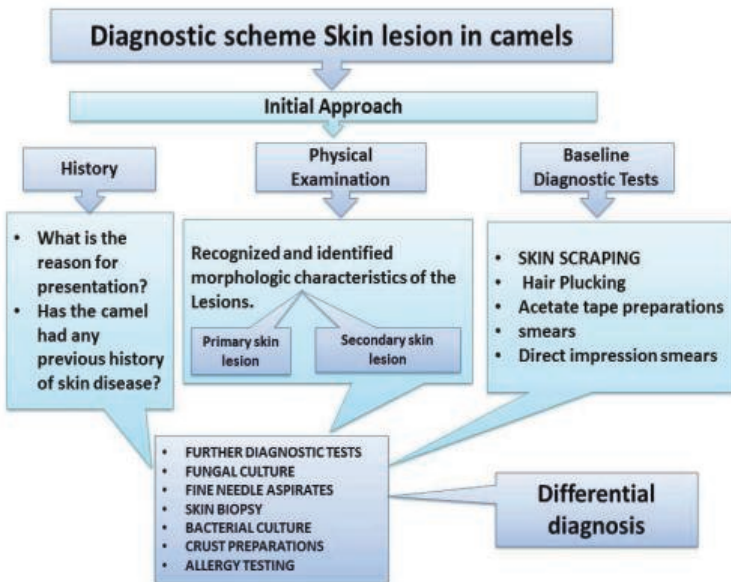 Diagnostic scheme Skin lesion in camels
Initial Approach
History
Physical
Examination
Baseline
Diagnostic Tests
• What is the
reason for
presentation?
• Has the camel
had any
previous history
of skin disease?
Recognized and identified
morphologic characteristics of the
Lesions.
Primary skin
lesion
Secondary skin
lesion
• SKIN SCRAPING
• Hair Plucking
• Acetate tape preparations
• smears
• Direct impression smears
• FURTHER DIAGNOSTIC TESTS
• FUNGAL CULTURE
• FINE NEEDLE ASPIRATES
• SKIN BIOPSY
• BACTERIAL CULTURE
• CRUST PREPARATIONS
• ALLERGY TESTING
Differential
diagnosis